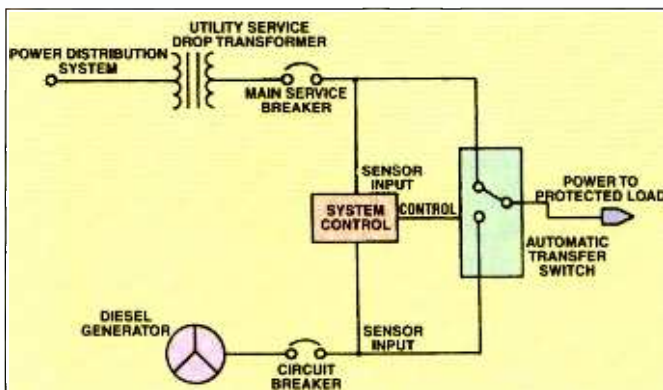 UTILITY SERVICE
DROP TRANSFORMER
POWER DISTRIBUTION
SYSTEM
MAIN SERVICE
BREAKER
SENSOR
INPUT
SYSTEM
CONTROL
CONTROL
POWER TO
PROTECTED LOAD
AUTOMATIC
TRANSFER
SWITCH
DIESEL
GENERATOR
SENSOR
INPUT
CIRCUIT
BREAKER